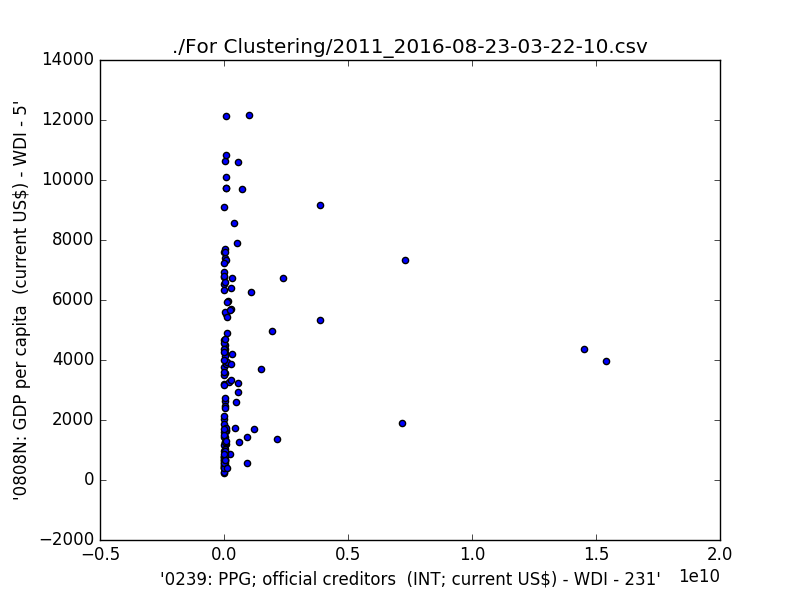 ./For Clustering/2011_2016-08-23-03-22-10.csv
14000
12000
10000
8000
6000
4000
2000
0
−2000
'0808N: GDP per capita  (current US$) - WDI - 5'
−0.5 0.0 0.5 1.0 1.5 2.0
1e10
'0239: PPG; official creditors  (INT; current US$) - WDI - 231'